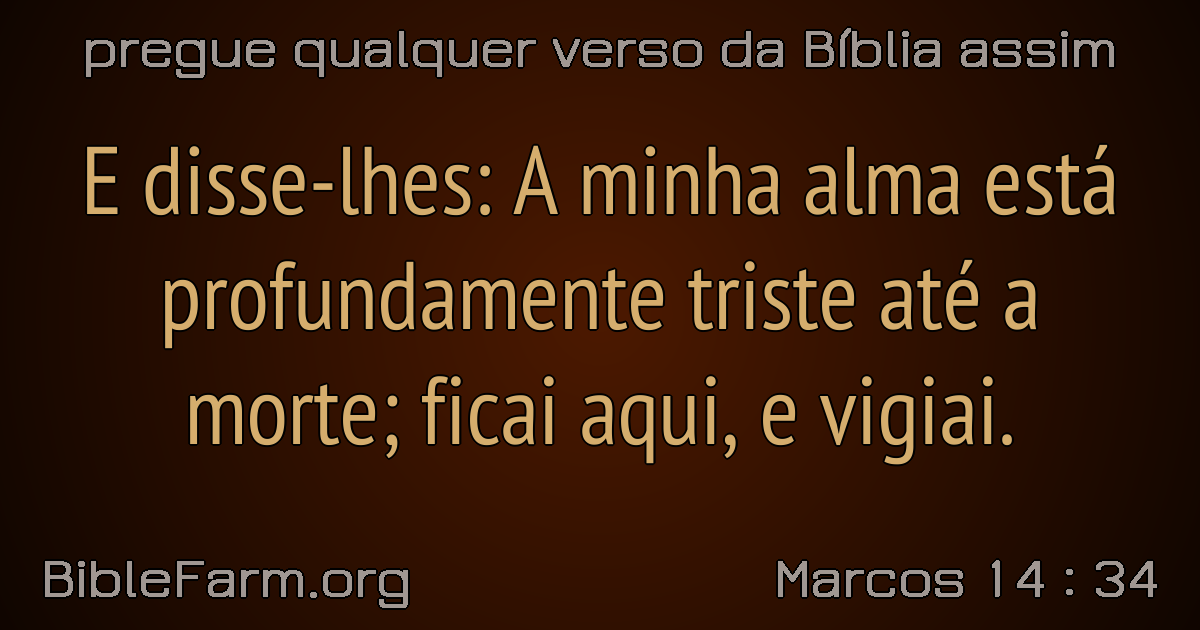 pregue qualquer verso da Bíblia assim
E disse-lhes: A minha alma está
profundamente triste até a
morte; ficai aqui, e vigiai.
BibleFarm.org
Marcos 14 : 34